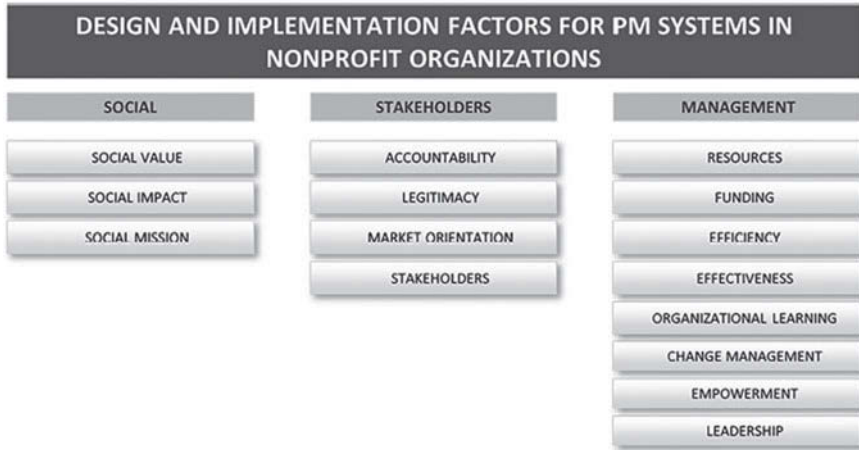 DESIGN AND IMPLEMENTATION FACTORS FOR PM SYSTEMS IN
NONPROFIT ORGANIZATIONS
SOCIAL
SOCIAL VALUE
SOCIAL IMPACT
SOCIAL MISSION
STAKEHOLDERS
ACCOUNTABILITY
LEGITIMACY
MARKET ORIENTATION
STAKEHOLDERS
MANAGEMENT
RESOURCES
FUNDING
EFFICIENCY
EFFECTIVENESS
ORGANIZATIONAL LEARNING
CHANGE MANAGEMENT
EMPOWERMENT
LEADERSHIP